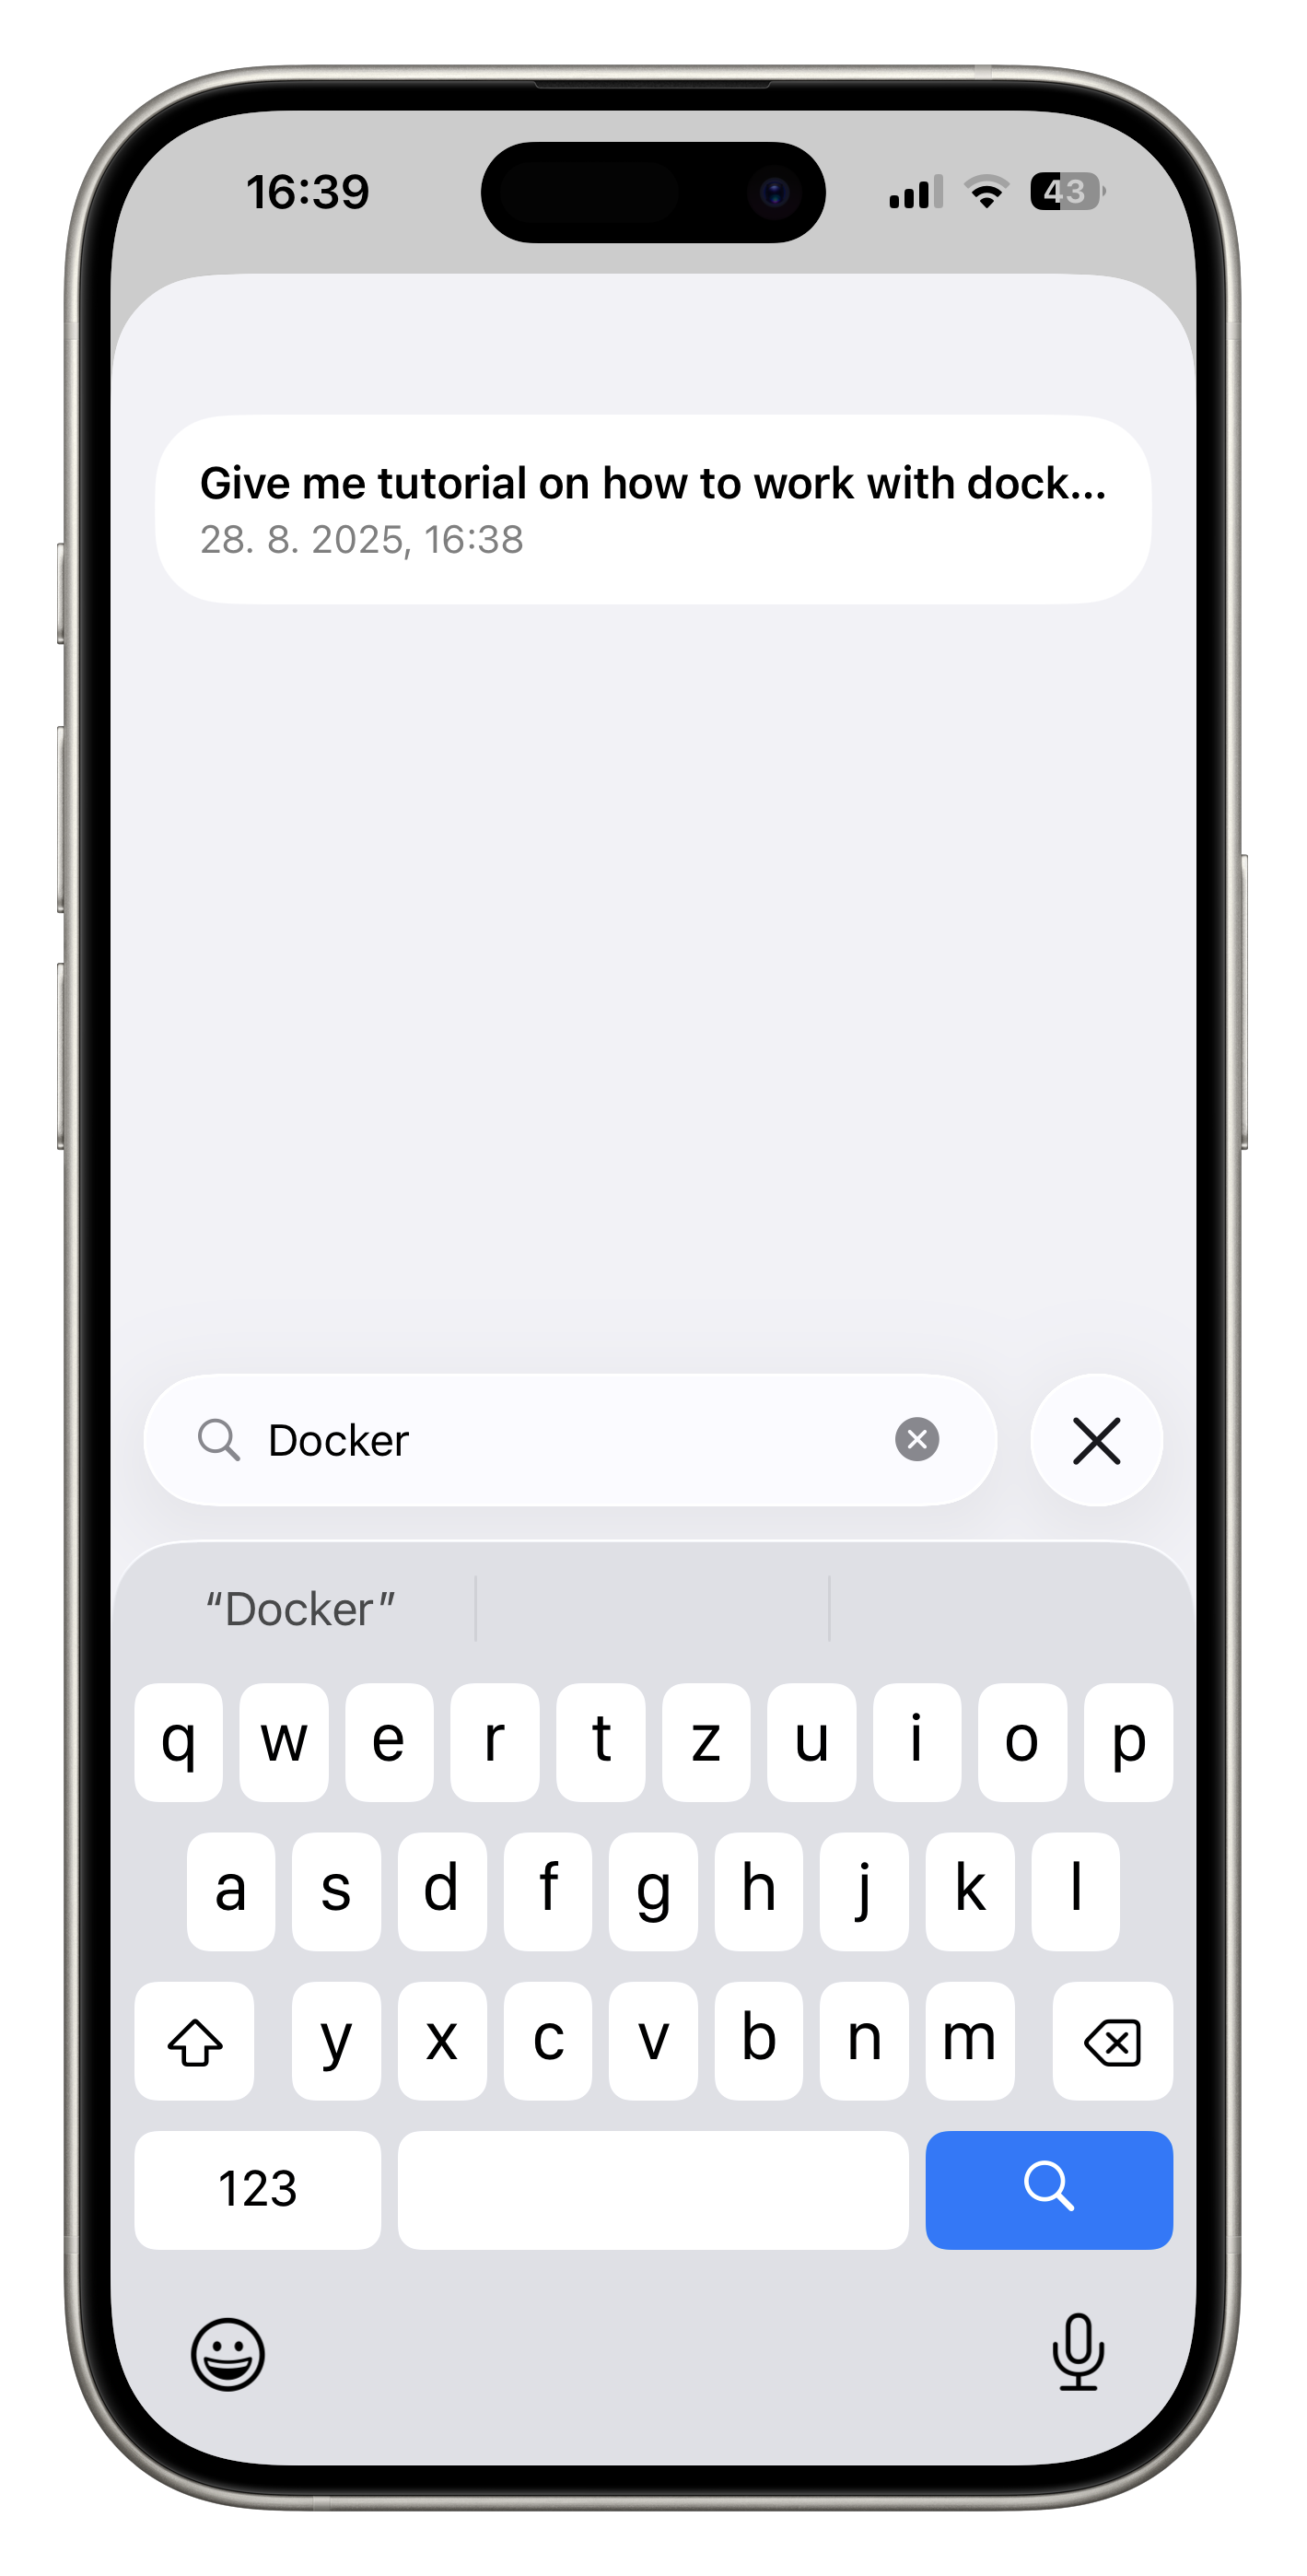 16:39
43
Give me tutorial on how to work with dock...
28. 8. 2025, 16:38
Docker
“Docker”
q w e r t z u i o p
a s d f g h j k l
y x c v b n m
123